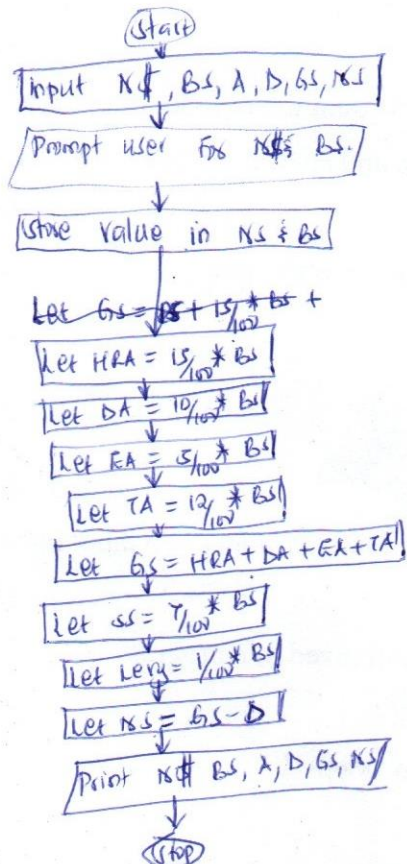 Start
input N$, BS, A, D, GS, NS
Prompt user for N$ & BS.
Store value in NS & BS
Let GS = BS + 15/100 * BS +
Let HRA = 15/100 * BS
Let DA = 10/100 * BS
Let EA = 5/100 * BS
Let TA = 12/100 * BS
Let GS = HRA + DA + EA + TA
Let SS = 7/100 * BS
Let Levy = 1/100 * BS
Let NS = GS - D
Print N$ BS, A, D, GS, NS
Stop